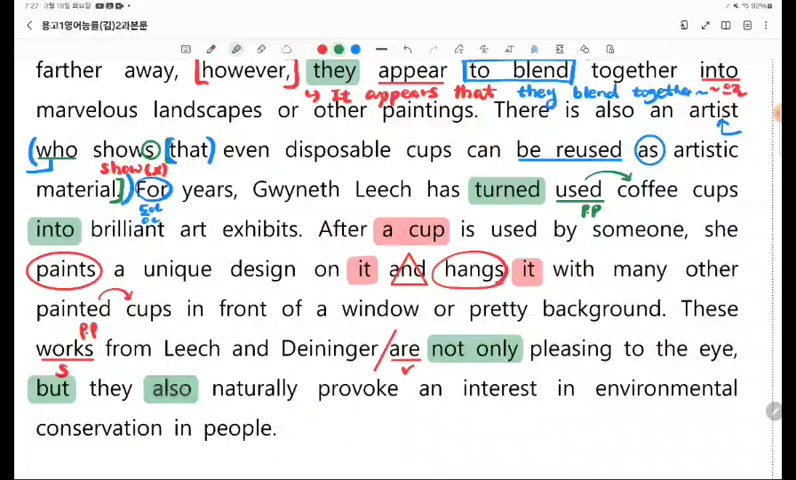 7:27 3월 18일 화요일
92%
용고1영어능률(김)2과본문
farther away, [however,] they appear to blend together into
↳ It appears that they blend together~
marvelous landscapes or other paintings. There is also an artist
(who shows [that) even disposable cups can be reused as artistic
show(x)
material.]) For years, Gwyneth Leech has turned used coffee cups
PP
into brilliant art exhibits. After a cup is used by someone, she
paints a unique design on it and hangs it with many other
painted cups in front of a window or pretty background. These
P.P
works from Leech and Deininger / are not only pleasing to the eye,
S V
but they also naturally provoke an interest in environmental
conservation in people.